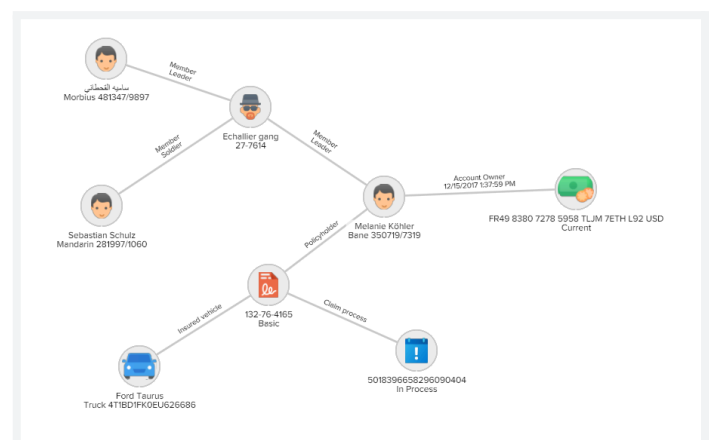 Member
Leader
ساميه القحطاني
Morbius 481347/9897
Echallier gang
27-7614
Member
Soldier
Member
Leader
Account Owner
12/15/2017 1:37:59 PM
FR49 8380 7278 5958 TLJM 7ETH L92 USD
Current
Sebastian Schulz
Mandarin 281997/1060
Melanie Köhler
Bane 350719/7319
Policyholder
132-76-4165
Basic
Insured vehicle
Claim process
5018396658296090404
In Process
Ford Taurus
Truck 4T1BD1FK0EU626686